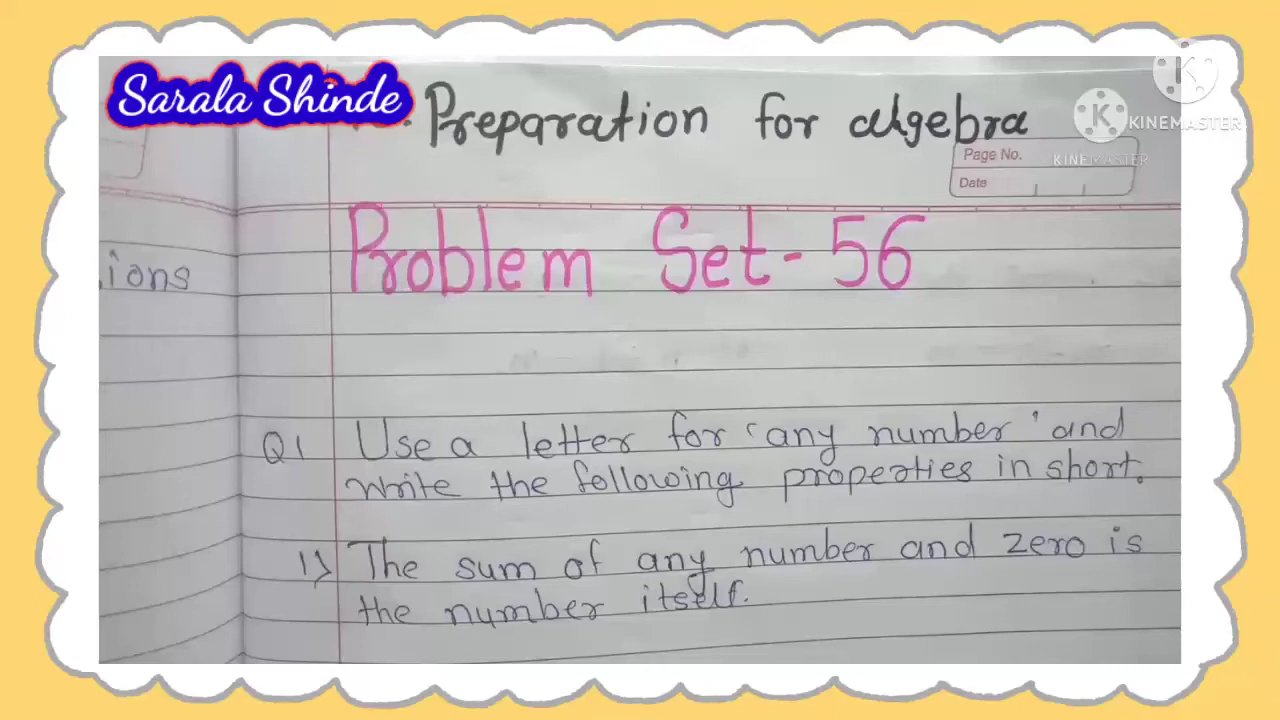 Sarala Shinde
Preparation for algebra
KINEMASTER
KINEMASTER
Page No.
Date
Problem Set - 56
ions
Q1 Use a letter for 'any number' and
write the following properties in short.
1) The sum of any number and zero is
the number itself.